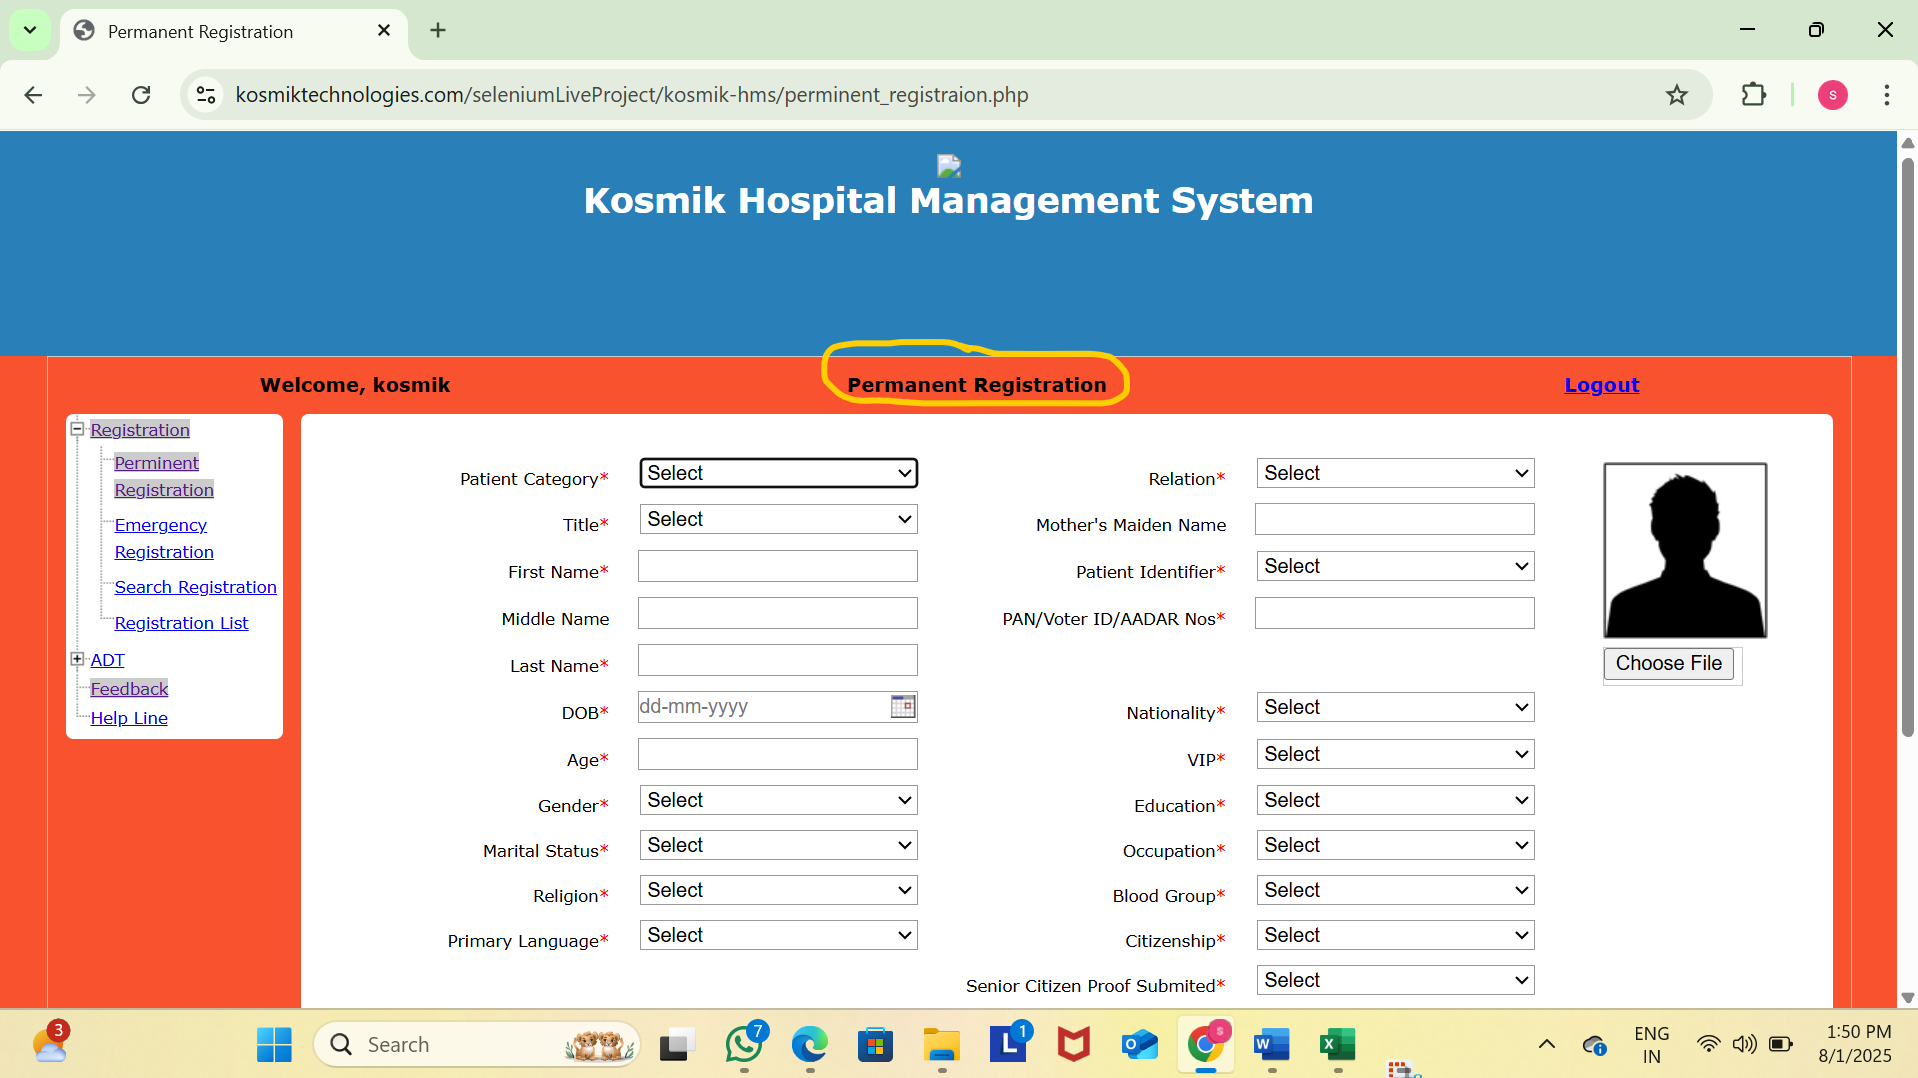 Permanent Registration
kosmiktechnologies.com/seleniumLiveProject/kosmik-hms/perminent_registraion.php
s
Kosmik Hospital Management System
Welcome, kosmik
Permanent Registration
Logout
Registration
Perminent
Registration
Emergency
Registration
Search Registration
Registration List
ADT
Feedback
Help Line
Patient Category* Select
Relation* Select
Title* Select
Mother's Maiden Name
First Name*
Patient Identifier* Select
Middle Name
PAN/Voter ID/AADAR Nos*
Last Name*
Choose File
DOB* dd-mm-yyyy
Nationality* Select
Age*
VIP* Select
Gender* Select
Education* Select
Marital Status* Select
Occupation* Select
Religion* Select
Blood Group* Select
Primary Language* Select
Citizenship* Select
Senior Citizen Proof Submited* Select
3
Search
7
L
1
O
s
W
X
ENG
IN
1:50 PM
8/1/2025